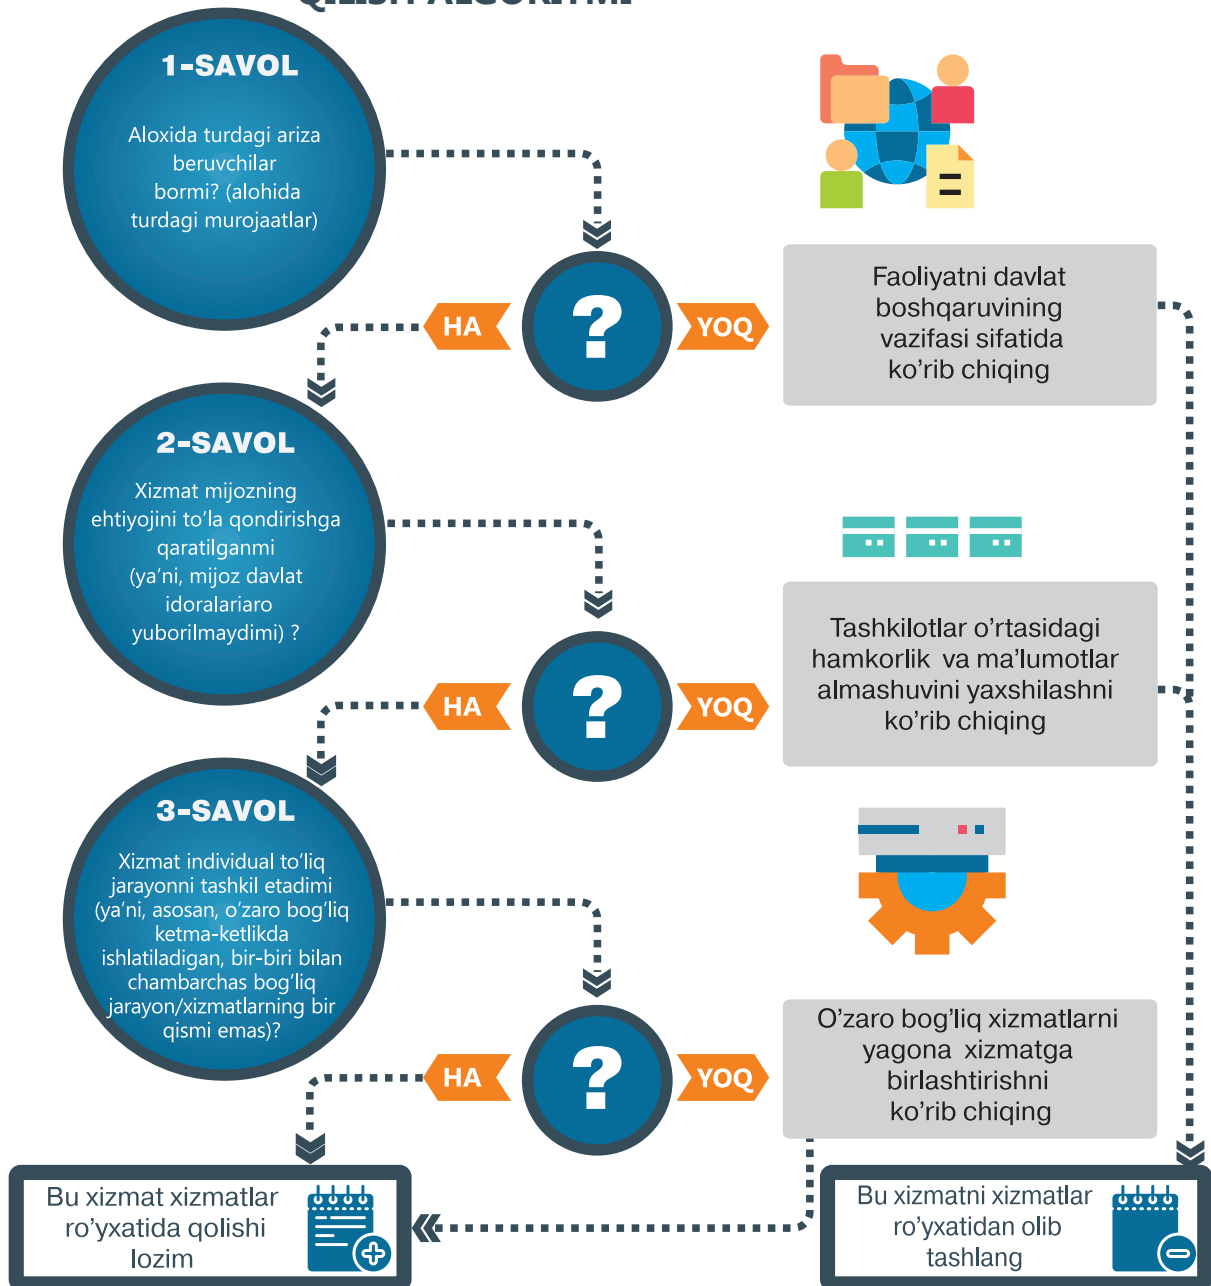 QILISH ALGORITMI
1-SAVOL
Aloxida turdagi ariza
beruvchilar
bormi? (alohida
turdagi murojaatlar)
?
HA
YOQ
Faoliyatni davlat
boshqaruvining
vazifasi sifatida
ko'rib chiqing
2-SAVOL
Xizmat mijozning
ehtiyojini to'la qondirishga
qaratilganmi
(ya'ni, mijoz davlat
idoralariaro
yuborilmaydimi) ?
?
HA
YOQ
Tashkilotlar o'rtasidagi
hamkorlik va ma'lumotlar
almashuvini yaxshilashni
ko'rib chiqing
3-SAVOL
Xizmat individual to'liq
jarayonni tashkil etadimi
(ya'ni, asosan, o'zaro bog'liq
ketma-ketlikda
ishlatiladigan, bir-biri bilan
chambarchas bog'liq
jarayon/xizmatlarning bir
qismi emas)?
?
HA
YOQ
O'zaro bog'liq xizmatlarni
yagona xizmatga
birlashtirishni
ko'rib chiqing
Bu xizmat xizmatlar
ro'yxatida qolishi
lozim
Bu xizmatni xizmatlar
ro'yxatidan olib
tashlang